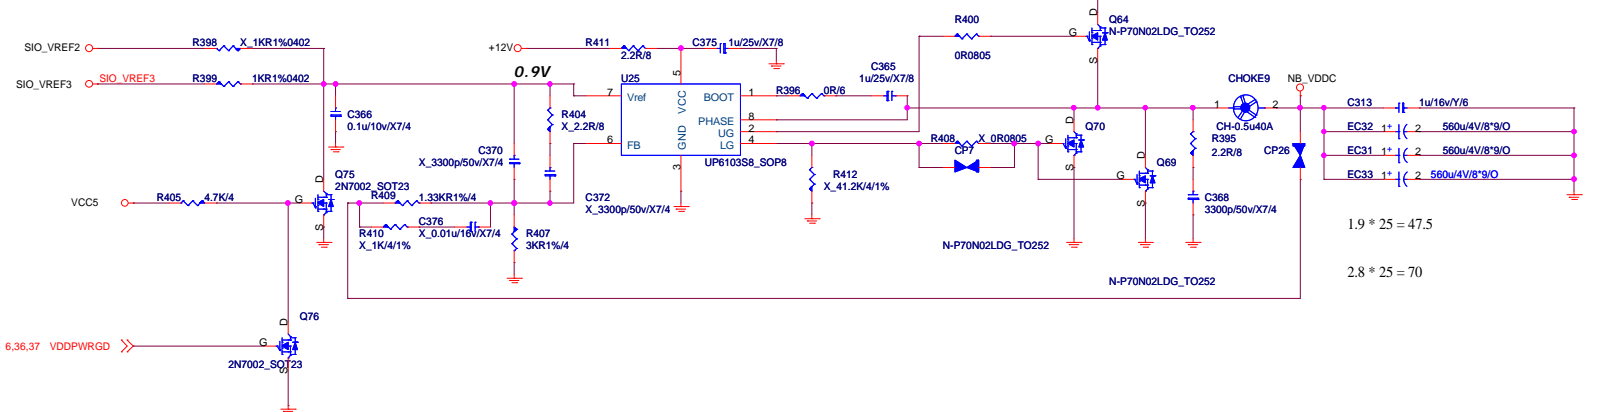 D
Q64
N-P70N02LDG_TO252
G
S
R400
0R0805
SIO_VREF2
R398
X_1KR1%0402
+12V
R411
2.2R/8
C375
1u/25v/X7/8
SIO_VREF3
SIO_VREF3
R399
1KR1%0402
0.9V
U25
5
C365
1u/25v/X7/8
CHOKE9
NB_VDDC
7
Vref
VCC
BOOT
1
R396
0R/6
C366
0.1u/10v/X7/4
R404
X_2.2R/8
PHASE
8
UG
2
GND
6
FB
LG
4
3
UP6103S8_SOP8
1
2
CH-0.5u40A
C313
1u/16v/Y/6
EC32
1+
2
560u/4V/8*9/O
EC31
1+
2
560u/4V/8*9/O
EC33
1+
2
560u/4V/8*9/O
D
Q70
G
S
R408
X_0R0805
CP7
R395
2.2R/8
CP26
C370
X_3300p/50v/X7/4
D
Q69
G
S
R412
X_41.2K/4/1%
C368
3300p/50v/X7/4
D
Q75
2N7002_SOT23
G
S
VCC5
R405
4.7K/4
R409
1.33KR1%/4
C372
X_3300p/50v/X7/4
C376
X_0.01u/16v/X7/4
R410
X_1K/4/1%
R407
3KR1%/4
N-P70N02LDG_TO252
1.9 * 25 = 47.5
N-P70N02LDG_TO252
2.8 * 25 = 70
D
Q76
6,36,37 VDDPWRGD
G
2N7002_SOT23
S